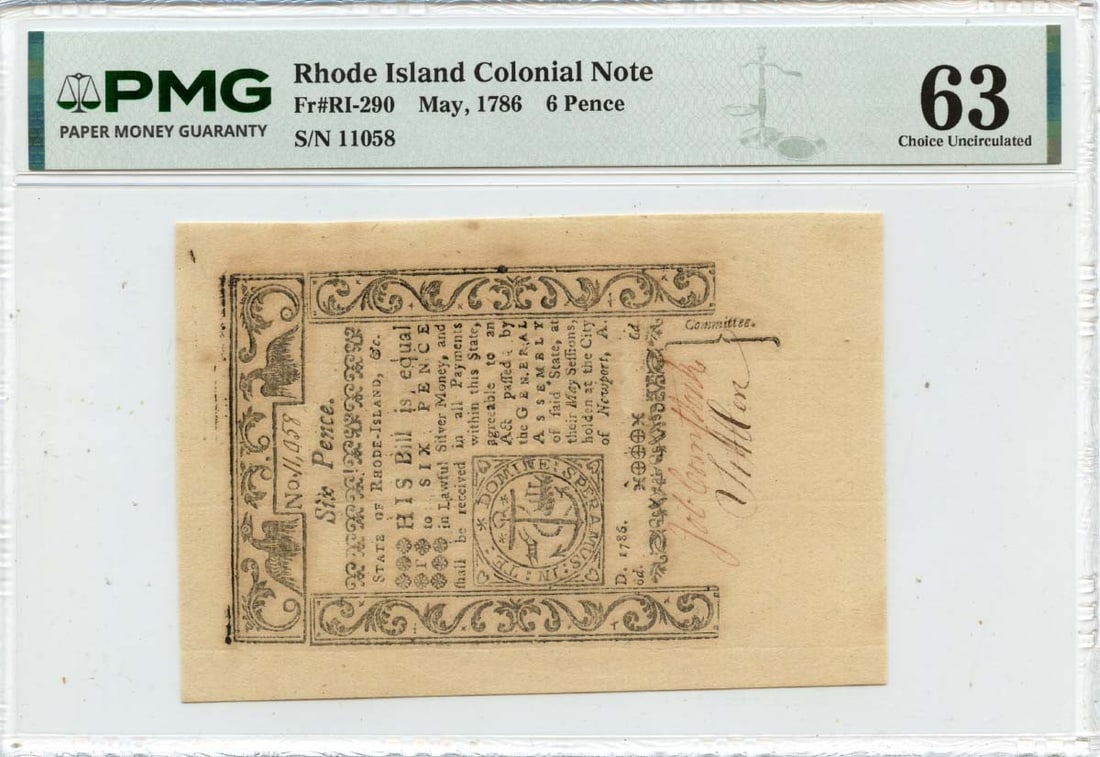 PMG
PAPER MONEY GUARANTY
Rhode Island Colonial Note
Fr#RI-290 May, 1786 6 Pence
S/N 11058
63
Choice Uncirculated
No. 11058
Six Pence.
STATE OF RHODE-ISLAND, &c.
THIS Bill is equal
to SIX PENCE
in Lawful Silver Money, and
ſhall be received in all Payments
within this State,
agreeable to an
Act paſſed by
the GENERAL
ASSEMBLY
of ſaid State, at
their May Seſſions,
holden at the City
of Newport, A.
D. 1786.
6d. 6d.
DOMINE: SPERAMUS: IN: TE:
Committee.
Job Comstock